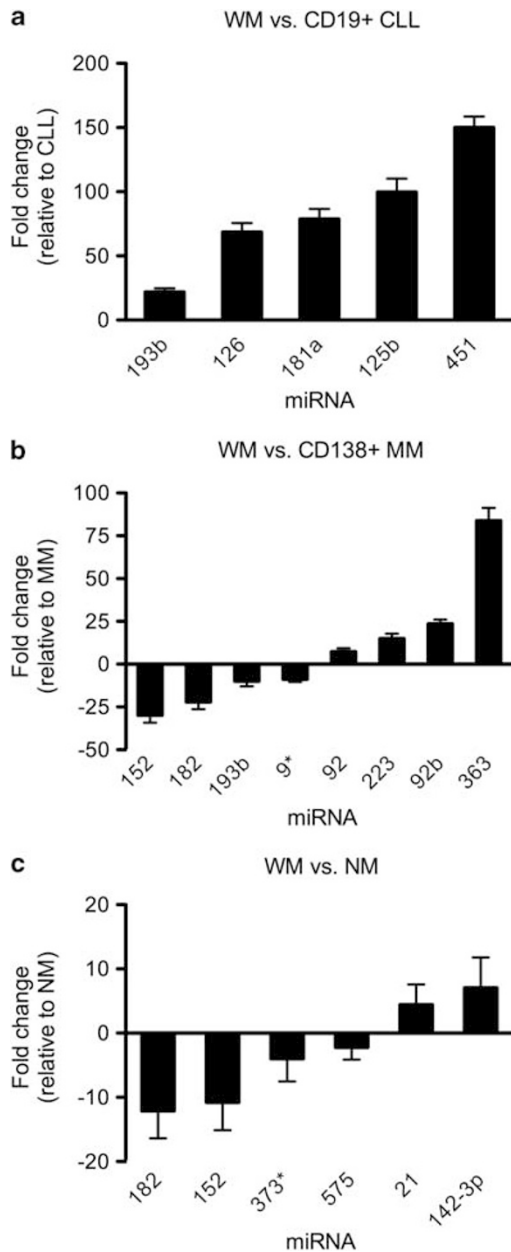 a
WM vs. CD19+ CLL
Fold change
(relative to CLL)
200
150
100
50
0
193b
126
181a
125b
451
miRNA
b
WM vs. CD138+ MM
Fold change
(relative to MM)
100
75
50
25
0
-25
-50
152
182
193b
9*
92
223
92b
363
miRNA
c
WM vs. NM
Fold change
(relative to NM)
20
10
0
-10
-20
182
152
373*
575
21
142-3p
miRNA